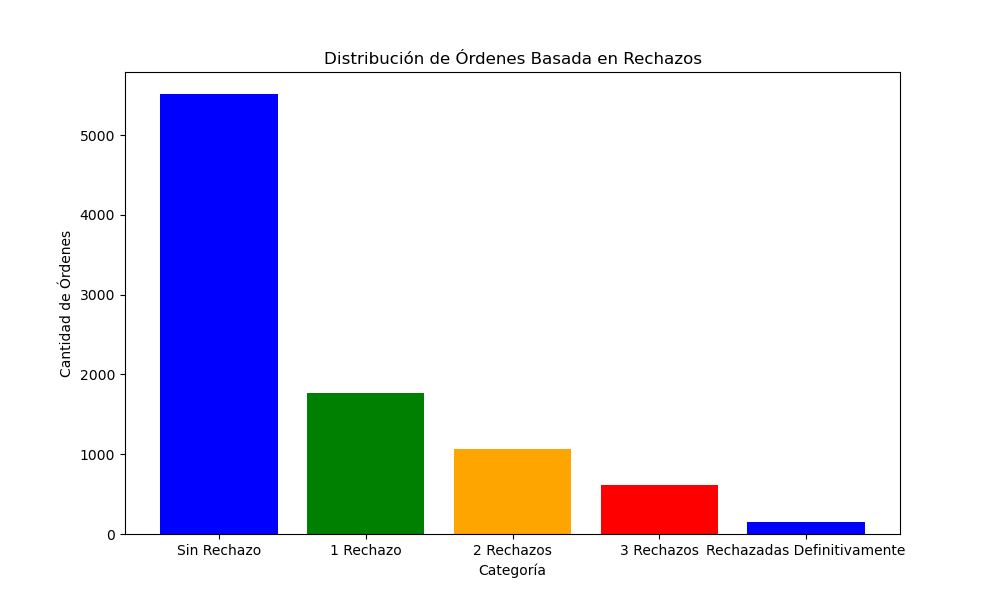 Distribución de Órdenes Basada en Rechazos
Cantidad de Órdenes
5000
4000
3000
2000
1000
0
Sin Rechazo
1 Rechazo
2 Rechazos
3 Rechazos
Rechazadas Definitivamente
Categoría